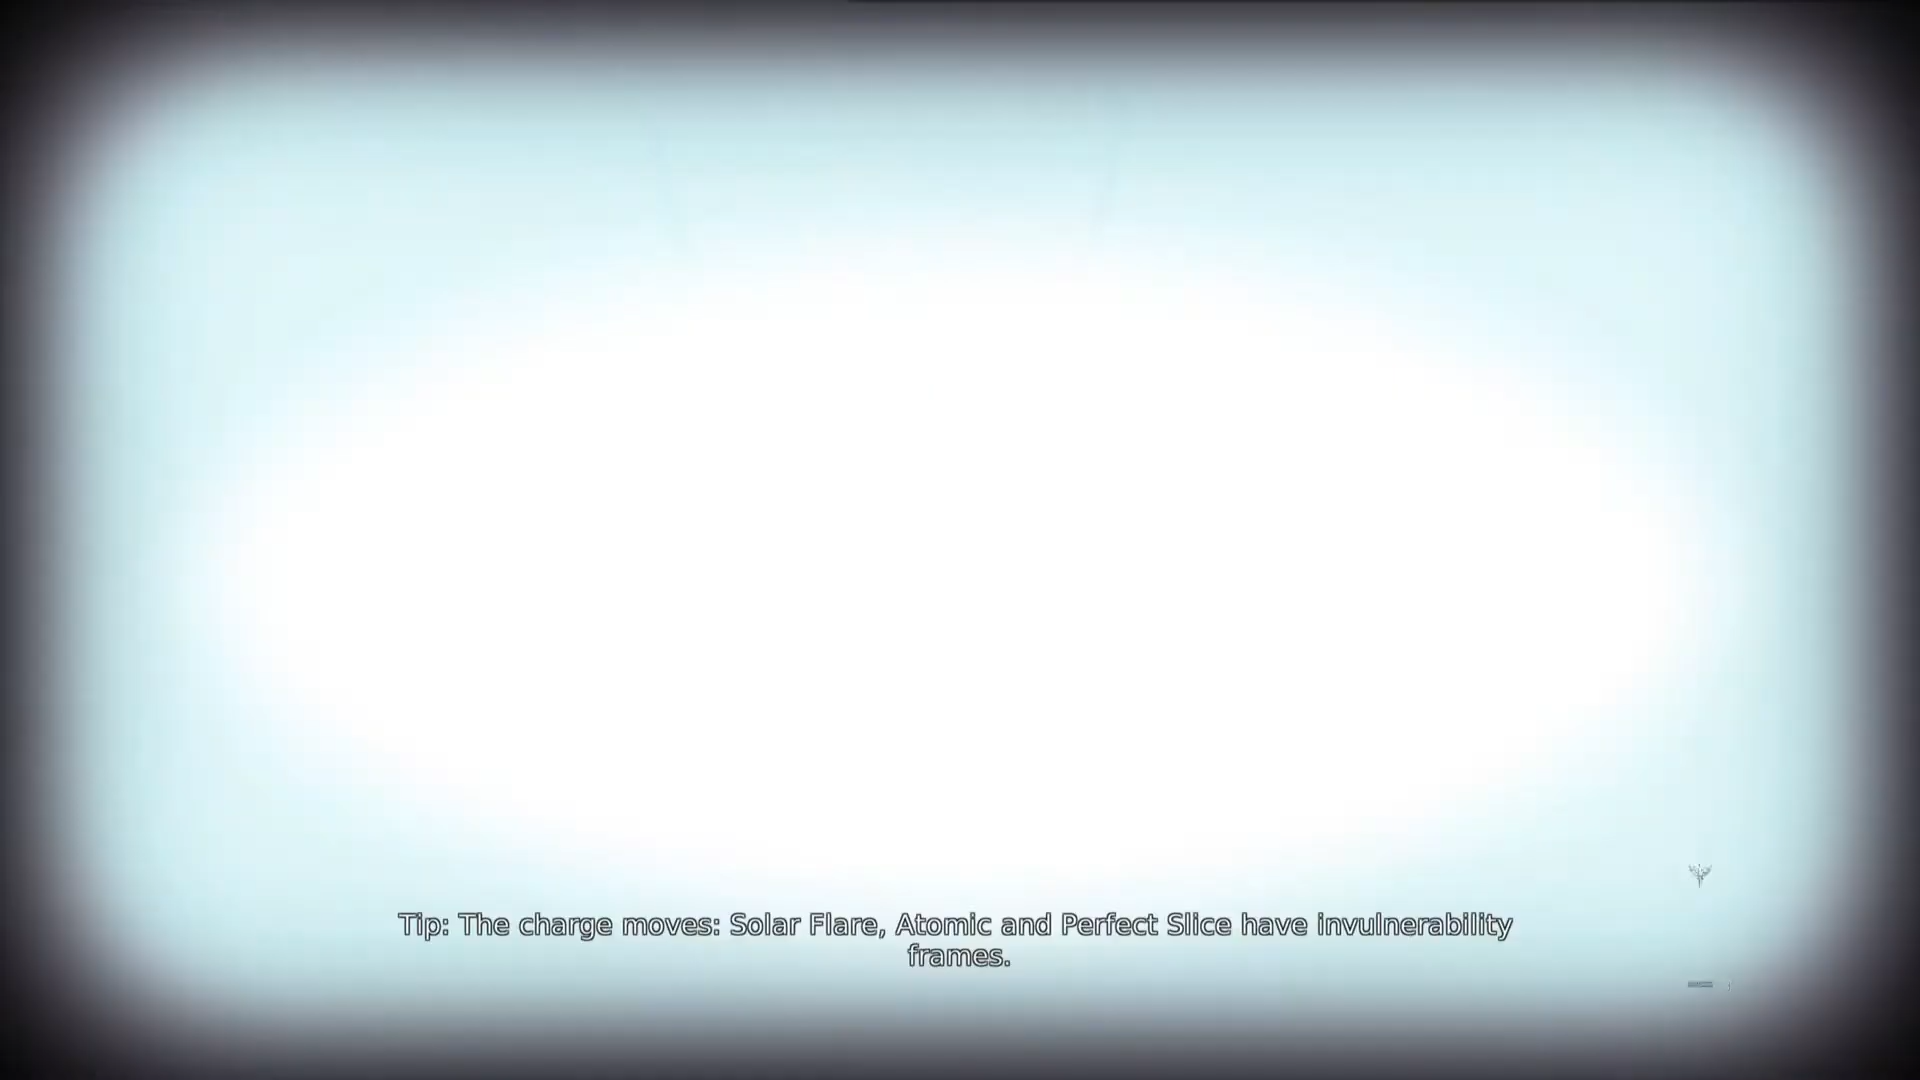 Tip: The charge moves: Solar Flare, Atomic and Perfect Slice have invulnerability
frames.